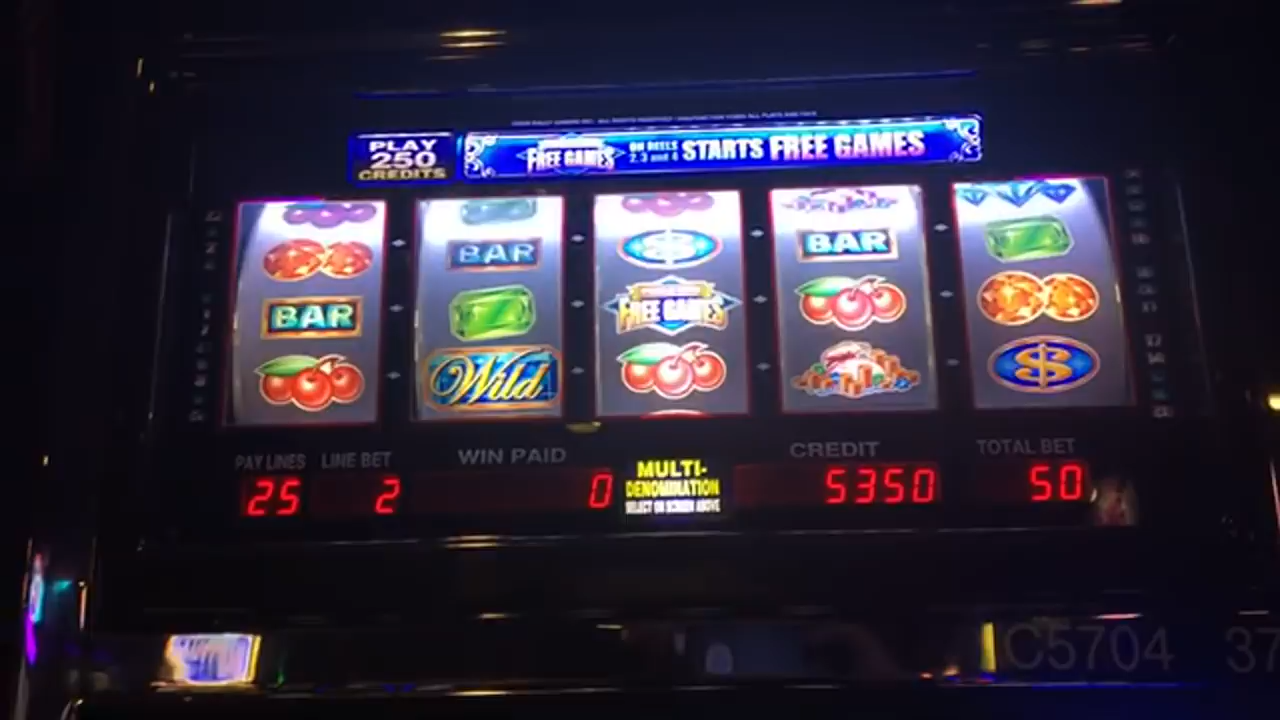 PLAY
250
CREDITS
FREE GAMES
ON REELS
2, 3 and 4
STARTS FREE GAMES
BAR
BAR
BAR
$
FREE GAMES
Wild
$
PAY LINES
LINE BET
WIN PAID
CREDIT
TOTAL BET
25
2
0
MULTI-
DENOMINATION
SELECT ON SCREEN ABOVE
5350
50
C5704 37